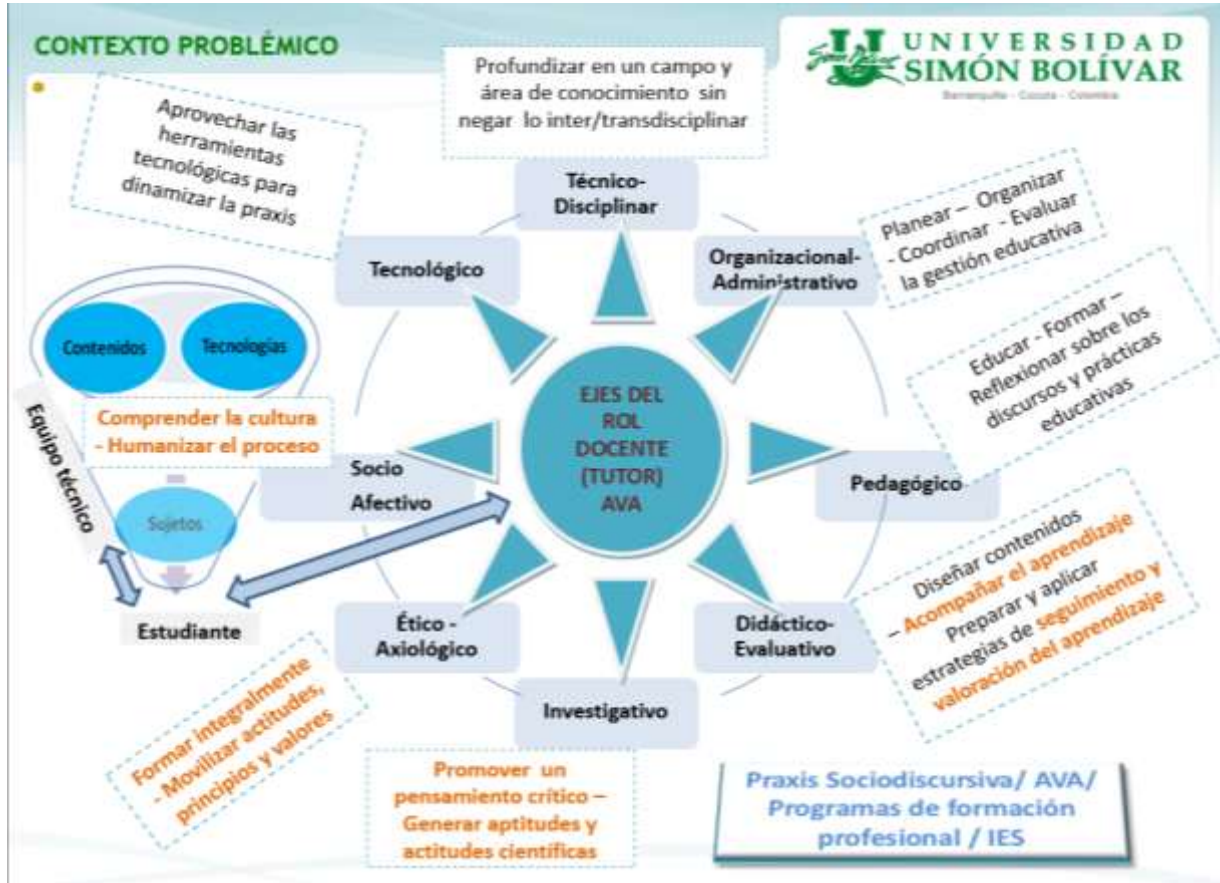 CONTEXTO PROBLÉMICO
UNIVERSIDAD
SIMÓN BOLÍVAR
Barranquilla - Cúcuta - Colombia
Profundizar en un campo y
área de conocimiento sin
negar lo inter/transdisciplinar
Aprovechar las
herramientas
tecnológicas para
dinamizar la praxis
Técnico-
Disciplinar
Planear – Organizar
- Coordinar - Evaluar
la gestión educativa
Tecnológico
Organizacional-
Administrativo
Contenidos
Tecnologías
Educar - Formar –
Reflexionar sobre los
discursos y prácticas
educativas
EJES DEL
ROL
DOCENTE
(TUTOR)
AVA
Comprender la cultura
- Humanizar el proceso
Equipo técnico
Socio
Afectivo
Pedagógico
Sujetos
Estudiante
Diseñar contenidos
– Acompañar el aprendizaje
Preparar y aplicar
estrategias de seguimiento y
valoración del aprendizaje
Ético -
Axiológico
Didáctico-
Evaluativo
Formar integralmente
- Movilizar actitudes,
principios y valores
Investigativo
Promover un
pensamiento crítico –
Generar aptitudes y
actitudes científicas
Praxis Sociodiscursiva/ AVA/
Programas de formación
profesional / IES